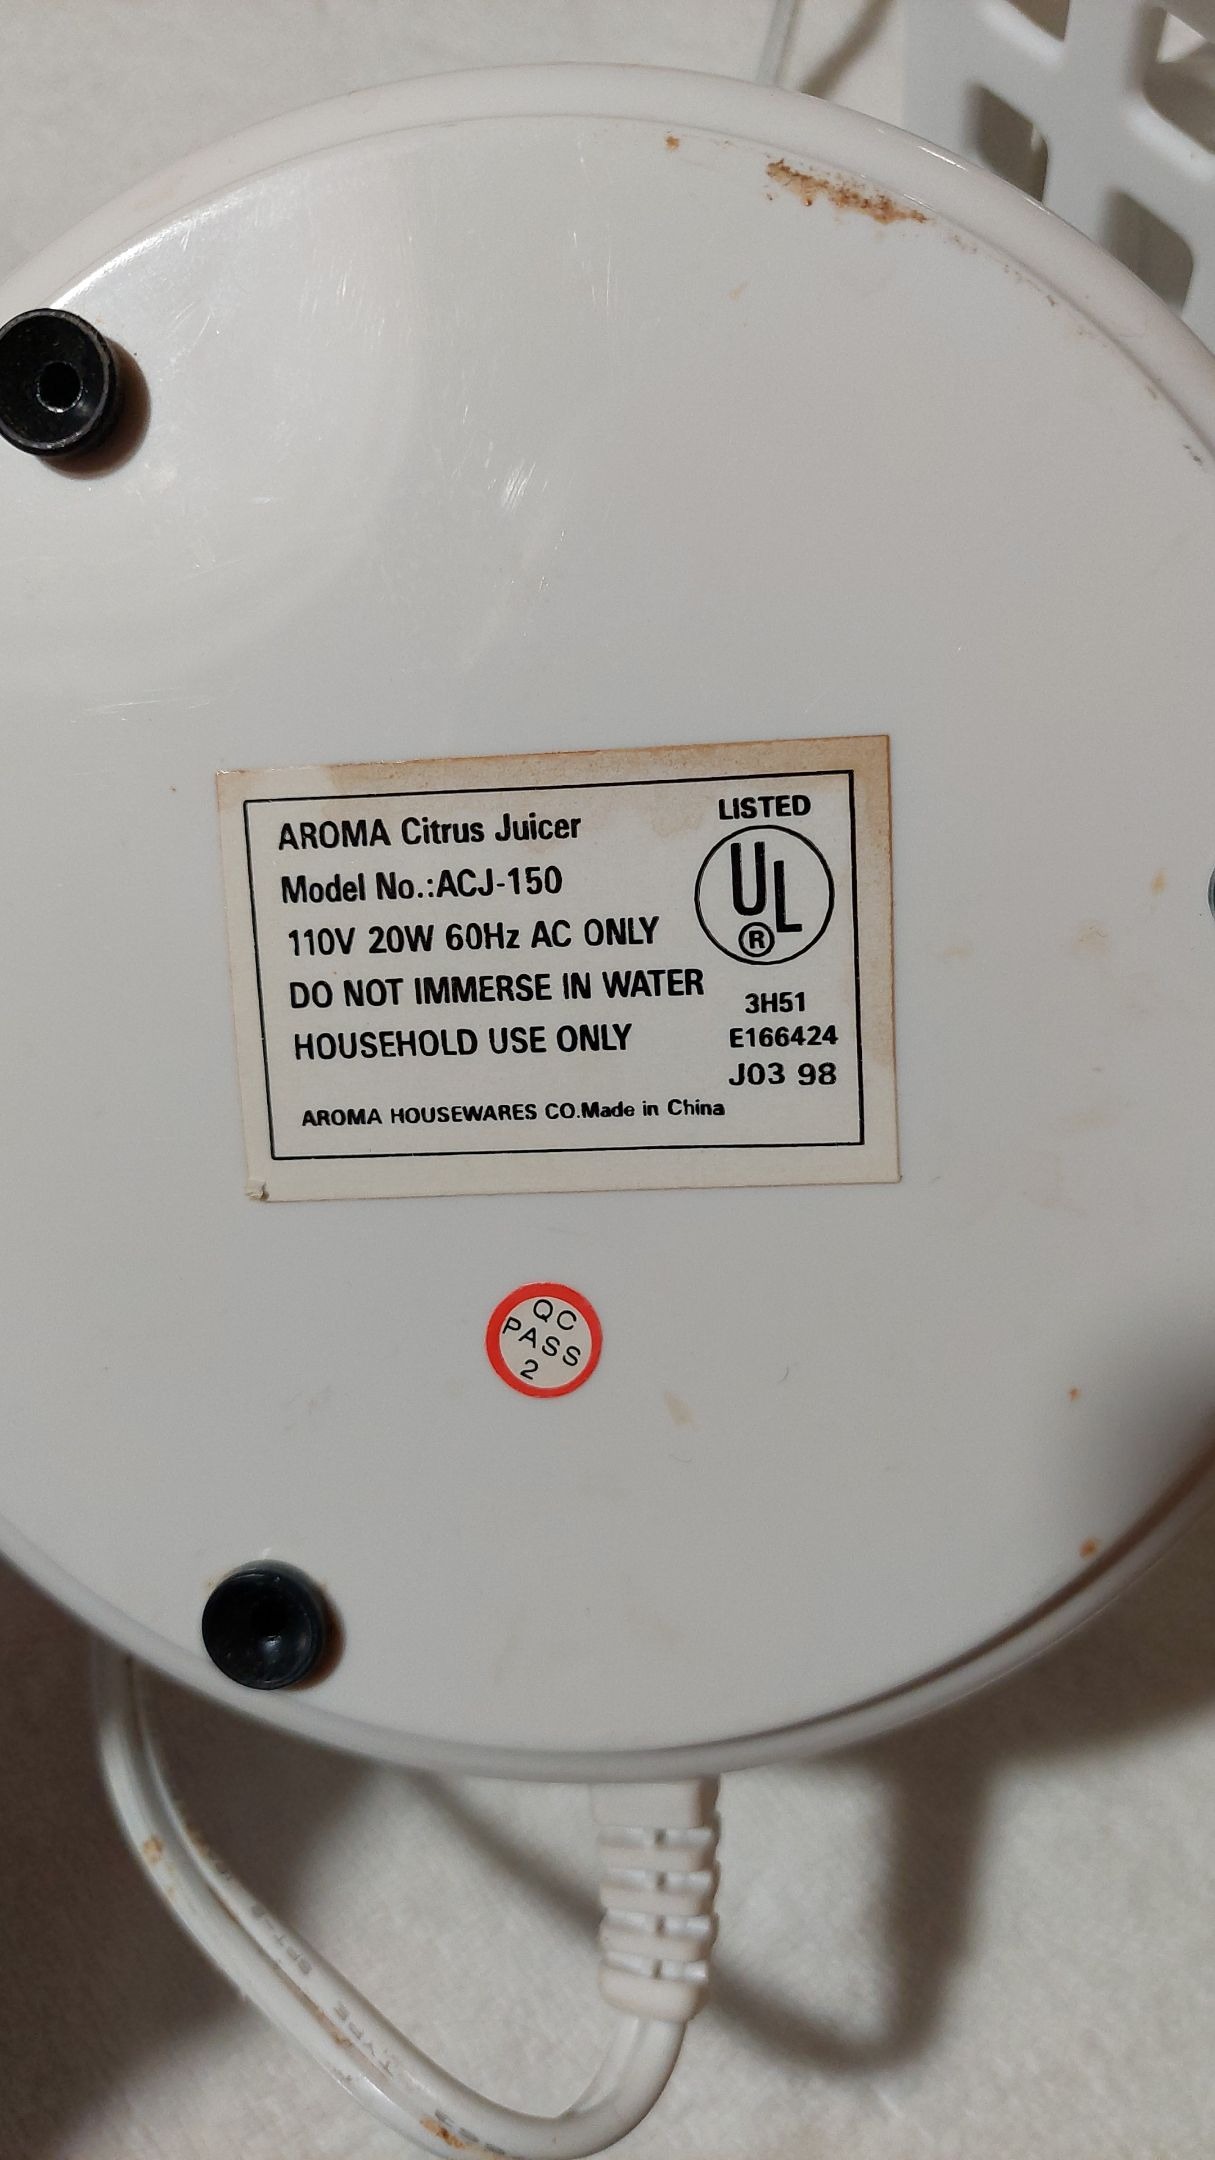 AROMA Citrus Juicer
Model No.:ACJ-150
110V 20W 60Hz AC ONLY
DO NOT IMMERSE IN WATER
HOUSEHOLD USE ONLY
AROMA HOUSEWARES CO.Made in China
LISTED
UL
®
3H51
E166424
J03 98
QC
PASS
2
TYPE